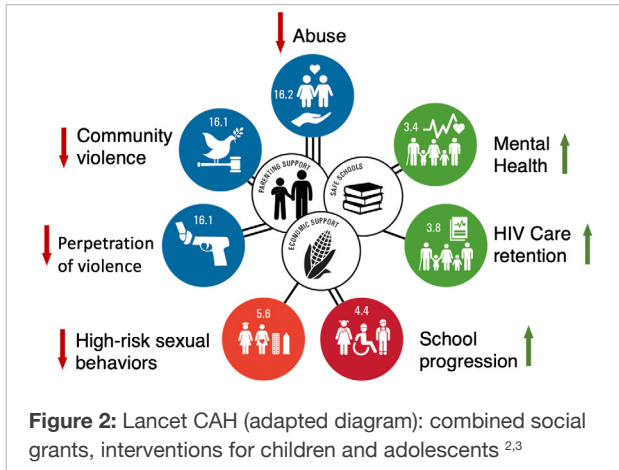 Abuse
16.2
16.1
Community
violence
3.4
Mental
Health
PARENTING SUPPORT
SAFE SCHOOLS
16.1
Perpetration
of violence
ECONOMIC SUPPORT
3.8
HIV Care
retention
5.6
High-risk sexual
behaviors
4.4
School
progression
Figure 2: Lancet CAH (adapted diagram): combined social
grants, interventions for children and adolescents 2,3